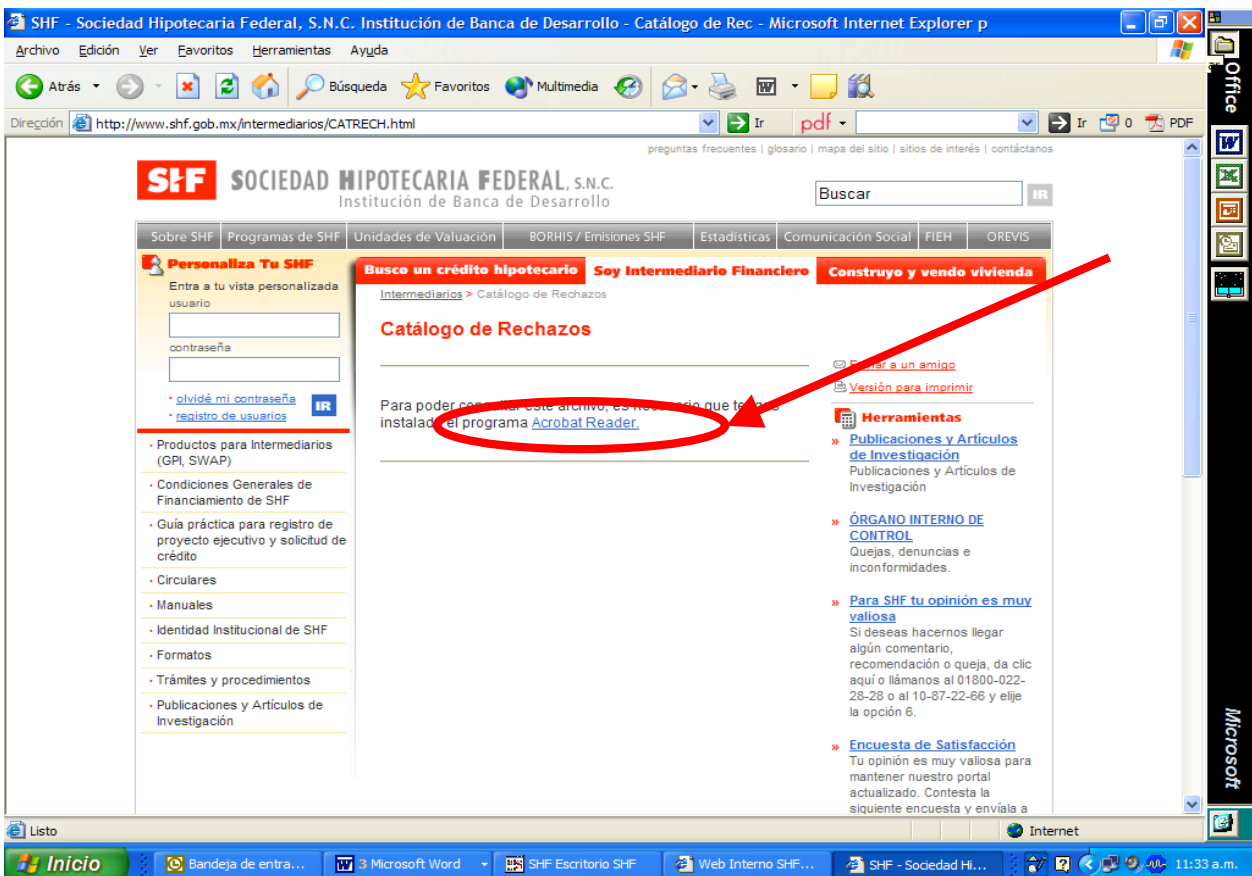 SHF - Sociedad Hipotecaria Federal, S.N.C. Institución de Banca de Desarrollo - Catálogo de Rec - Microsoft Internet Explorer p
Archivo Edición Ver Favoritos Herramientas Ayuda
Atrás Búsqueda Favoritos Multimedia
Dirección http://www.shf.gob.mx/intermediarios/CATRECH.html Ir pdf Ir 0 PDF
preguntas frecuentes | glosario | mapa del sitio | sitios de interés | contáctanos
SHF SOCIEDAD HIPOTECARIA FEDERAL, S.N.C.
Institución de Banca de Desarrollo
Buscar IR
Sobre SHF Programas de SHF Unidades de Valuación BORHIS / Emisiones SHF Estadísticas Comunicación Social FIEH OREVIS
Personaliza Tu SHF
Entra a tu vista personalizada
usuario
contraseña
olvidé mi contraseña
registro de usuarios
IR
· Productos para Intermediarios
(GPI, SWAP)
· Condiciones Generales de
Financiamiento de SHF
· Guía práctica para registro de
proyecto ejecutivo y solicitud de
crédito
· Circulares
· Manuales
· Identidad Institucional de SHF
· Formatos
· Trámites y procedimientos
· Publicaciones y Artículos de
Investigación
Busco un crédito hipotecario Soy Intermediario Financiero Construyo y vendo vivienda
Intermediarios > Catálogo de Rechazos
Catálogo de Rechazos
Para poder consultar este archivo, es necesario que tengas
instalado el programa Acrobat Reader.
Enviar a un amigo
Versión para imprimir
Herramientas
» Publicaciones y Artículos
de Investigación
Publicaciones y Artículos de
Investigación
» ÓRGANO INTERNO DE
CONTROL
Quejas, denuncias e
inconformidades.
» Para SHF tu opinión es muy
valiosa
Si deseas hacernos llegar
algún comentario,
recomendación o queja, da clic
aquí o llámanos al 01800-022-
28-28 o al 10-87-22-66 y elije
la opción 6.
» Encuesta de Satisfacción
Tu opinión es muy valiosa para
mantener nuestro portal
actualizado. Contesta la
siguiente encuesta y envíala a
Office
Microsoft
Listo Internet
Inicio Bandeja de entra... 3 Microsoft Word SHF Escritorio SHF Web Interno SHF... SHF - Sociedad Hi... 11:33 a.m.